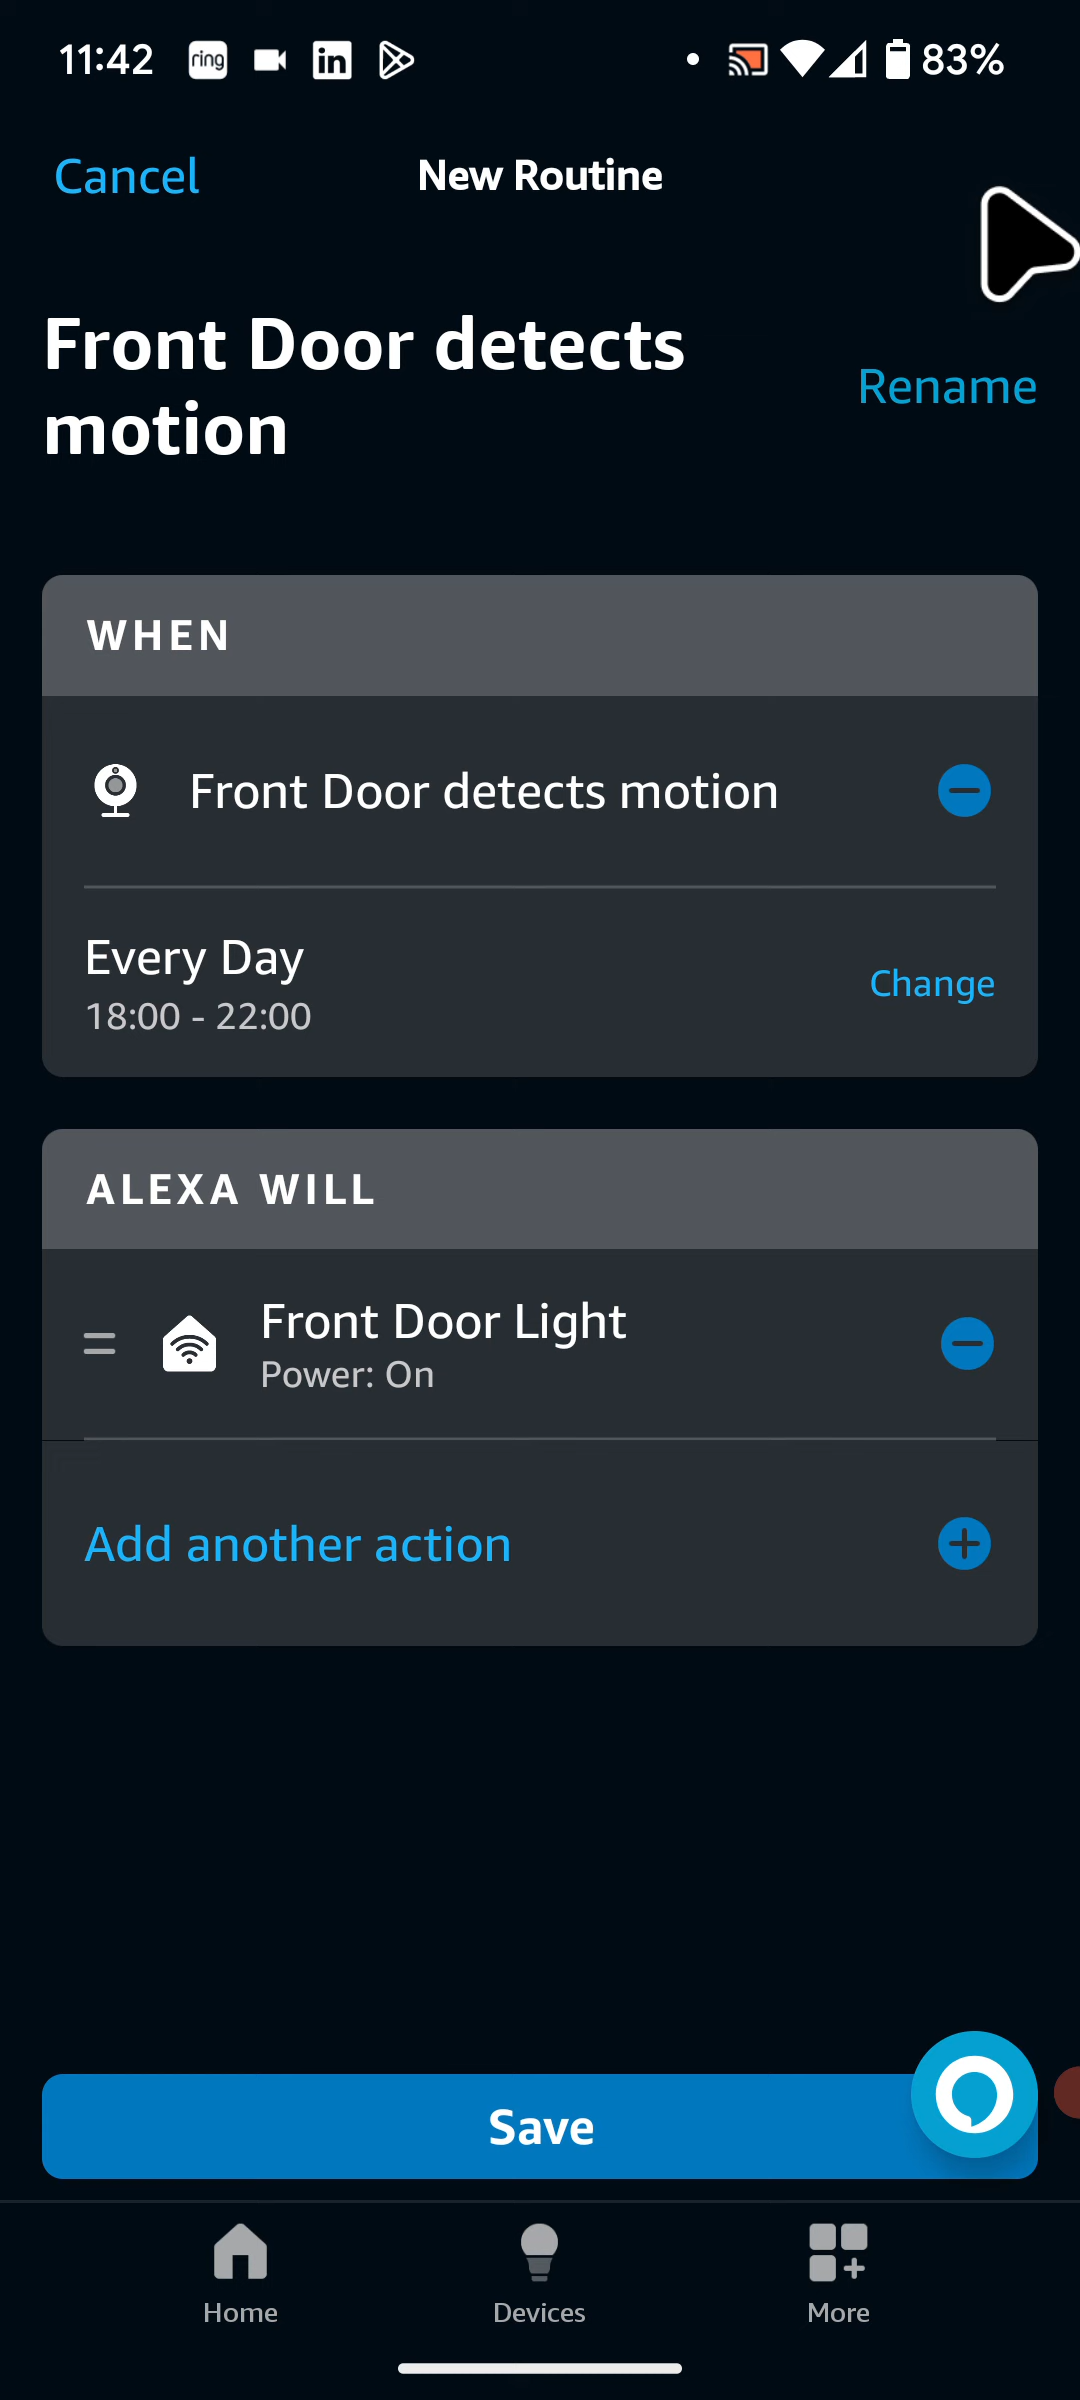 11:42 ring in 83%
Cancel New Routine
Front Door detects
motion
Rename
WHEN
Front Door detects motion
Every Day
18:00 - 22:00
Change
ALEXA WILL
Front Door Light
Power: On
Add another action
Save
Home Devices More